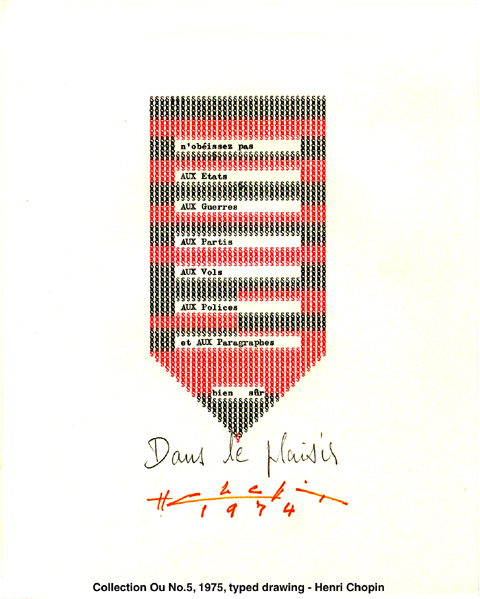 n'obéissez pas
AUX Etats
AUX Guerres
AUX Partis
AUX Vols
AUX Polices
et AUX Paragraphes
bien sûr
Dans le plaisir
H Chopin
1974
Collection Ou No.5, 1975, typed drawing - Henri Chopin